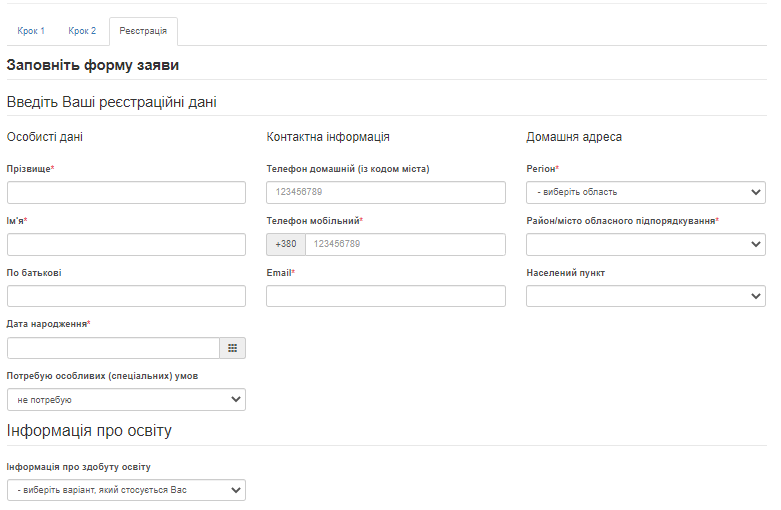 Крок 1
Крок 2
Реєстрація
Заповніть форму заяви
Введіть Ваші реєстраційні дані
Особисті дані
Прізвище*
Ім'я*
По батькові
Дата народження*
Потребую особливих (спеціальних) умов
не потребую
Контактна інформація
Телефон домашній (із кодом міста)
123456789
Телефон мобільний*
+380
123456789
Email*
Домашня адреса
Регіон*
- виберіть область
Район/місто обласного підпорядкування*
Населений пункт
Інформація про освіту
Інформація про здобуту освіту
- виберіть варіант, який стосується Вас